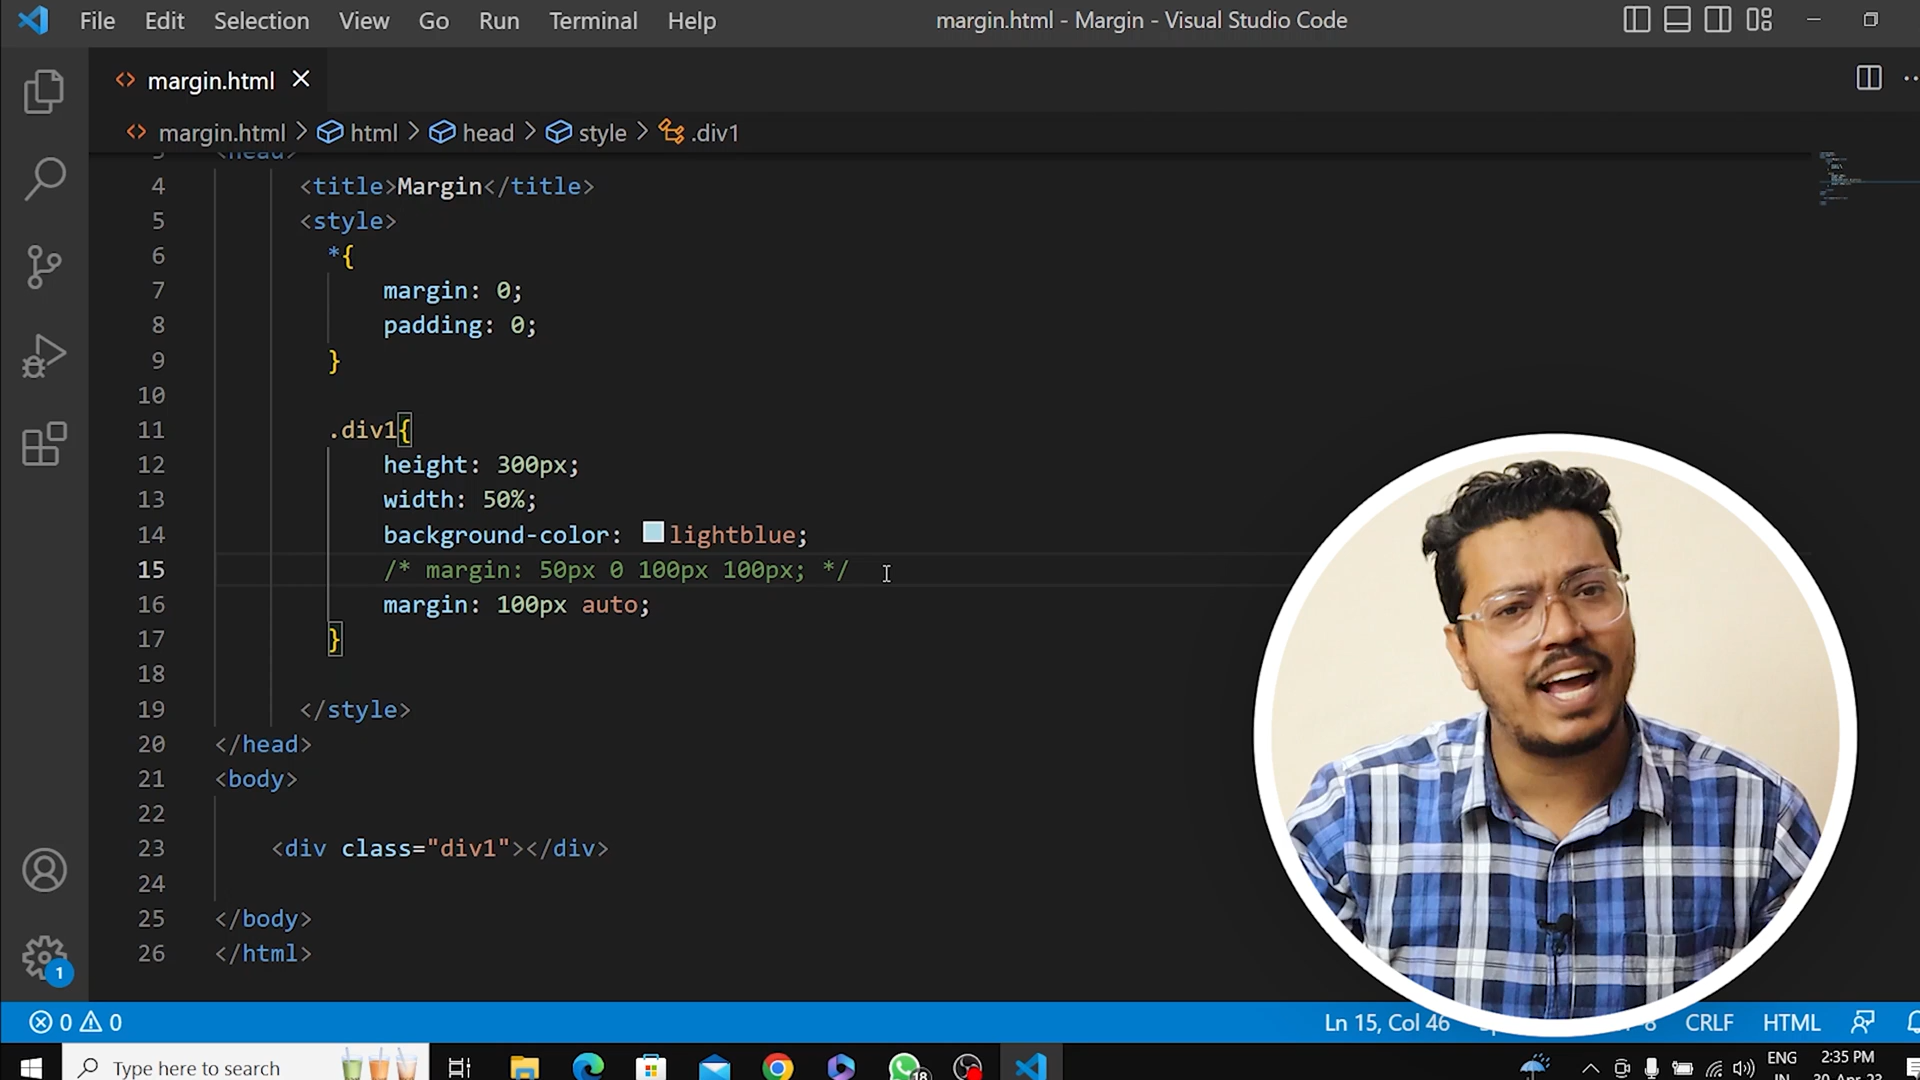 File Edit Selection View Go Run Terminal Help
margin.html - Margin - Visual Studio Code
margin.html
margin.html > html > head > style > .div1
3 <head>
4 <title>Margin</title>
5 <style>
6 *{
7 margin: 0;
8 padding: 0;
9 }
10
11 .div1{
12 height: 300px;
13 width: 50%;
14 background-color: lightblue;
15 /* margin: 50px 0 100px 100px; */
16 margin: 100px auto;
17 }
18
19 </style>
20 </head>
21 <body>
22
23 <div class="div1"></div>
24
25 </body>
26 </html>
1
0 0
Ln 15, Col 46
CRLF HTML
Type here to search
18
ENG
IN
2:35 PM
30-Apr-23